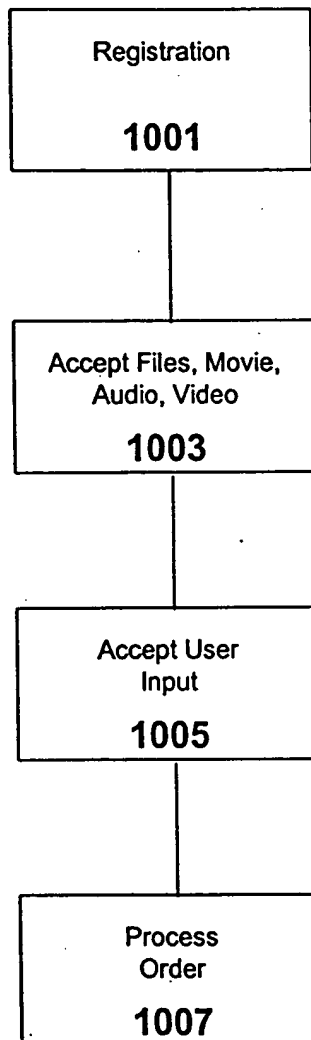 Registration
1001
Accept Files, Movie,
Audio, Video
1003
Accept User
Input
1005
Process
Order
1007